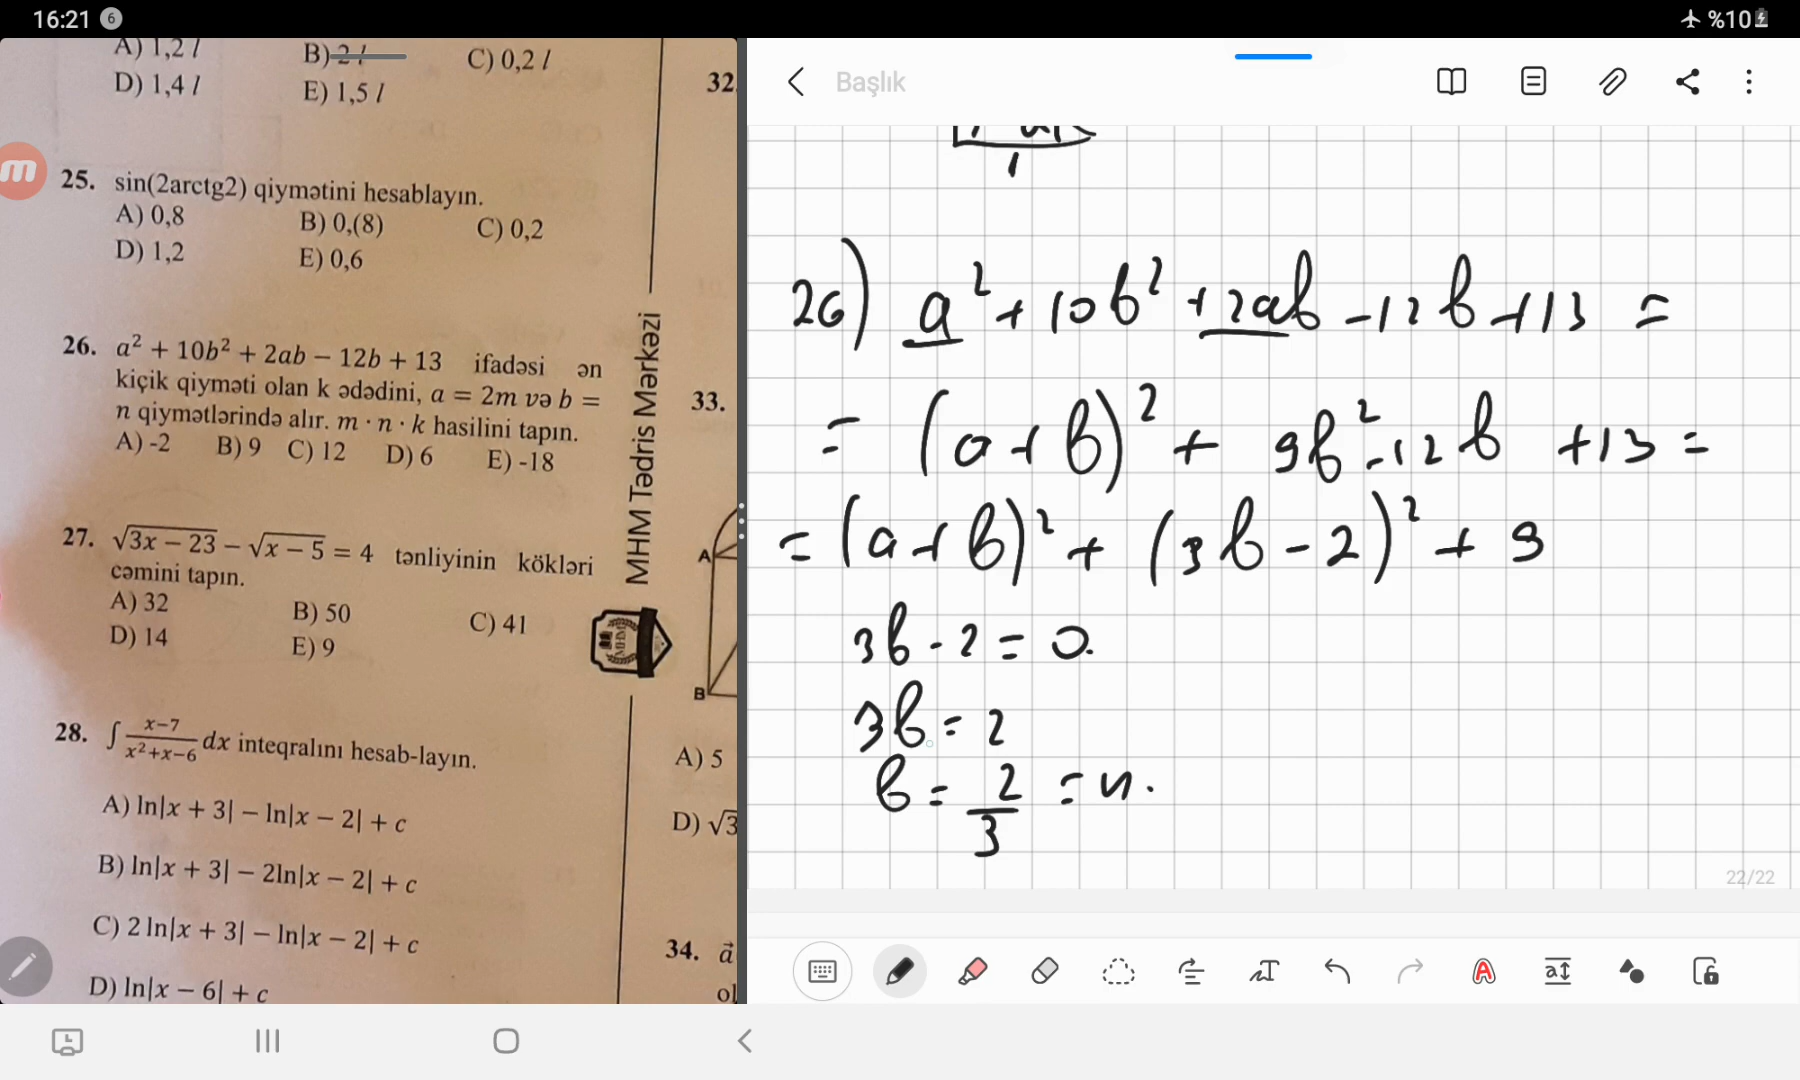 16:21 6
%10
A) 1,2 l B) 2 l C) 0,2 l
D) 1,4 l E) 1,5 l
25. sin(2arctg2) qiymətini hesablayın.
A) 0,8 B) 0,(8) C) 0,2
D) 1,2 E) 0,6
26. a² + 10b² + 2ab − 12b + 13 ifadəsi ən
kiçik qiyməti olan k ədədini, a = 2m və b =
n qiymətlərində alır. m · n · k hasilini tapın.
A) -2 B) 9 C) 12 D) 6 E) -18
27. √3x − 23 − √x − 5 = 4 tənliyinin kökləri
cəmini tapın.
A) 32 B) 50 C) 41
D) 14 E) 9
28. ∫ x−7/x²+x−6 dx inteqralını hesab-layın.
A) ln|x + 3| − ln|x − 2| + c
B) ln|x + 3| − 2ln|x − 2| + c
C) 2 ln|x + 3| − ln|x − 2| + c
D) ln|x − 6| + c
MHM Tədris Mərkəzi
MHM
32.
33.
A
B
A) 5
D) √3
34. a⃗
ol
Başlıq
1
26) a² + 10b² + 2ab − 12b + 13 =
= (a + b)² + 9b² − 12b + 13 =
= (a + b)² + (3b − 2)² + 9
3b - 2 = 0.
3b = 2
b = 2/3 = n.
22/22